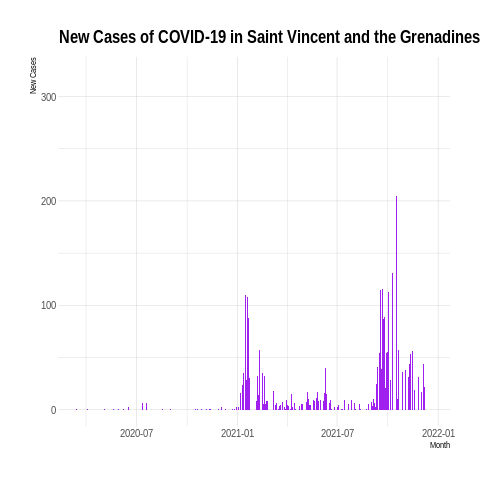 New Cases of COVID-19 in Saint Vincent and the Grenadines
New Cases
300
200
100
0
2020-07
2021-01
2021-07
2022-01
Month